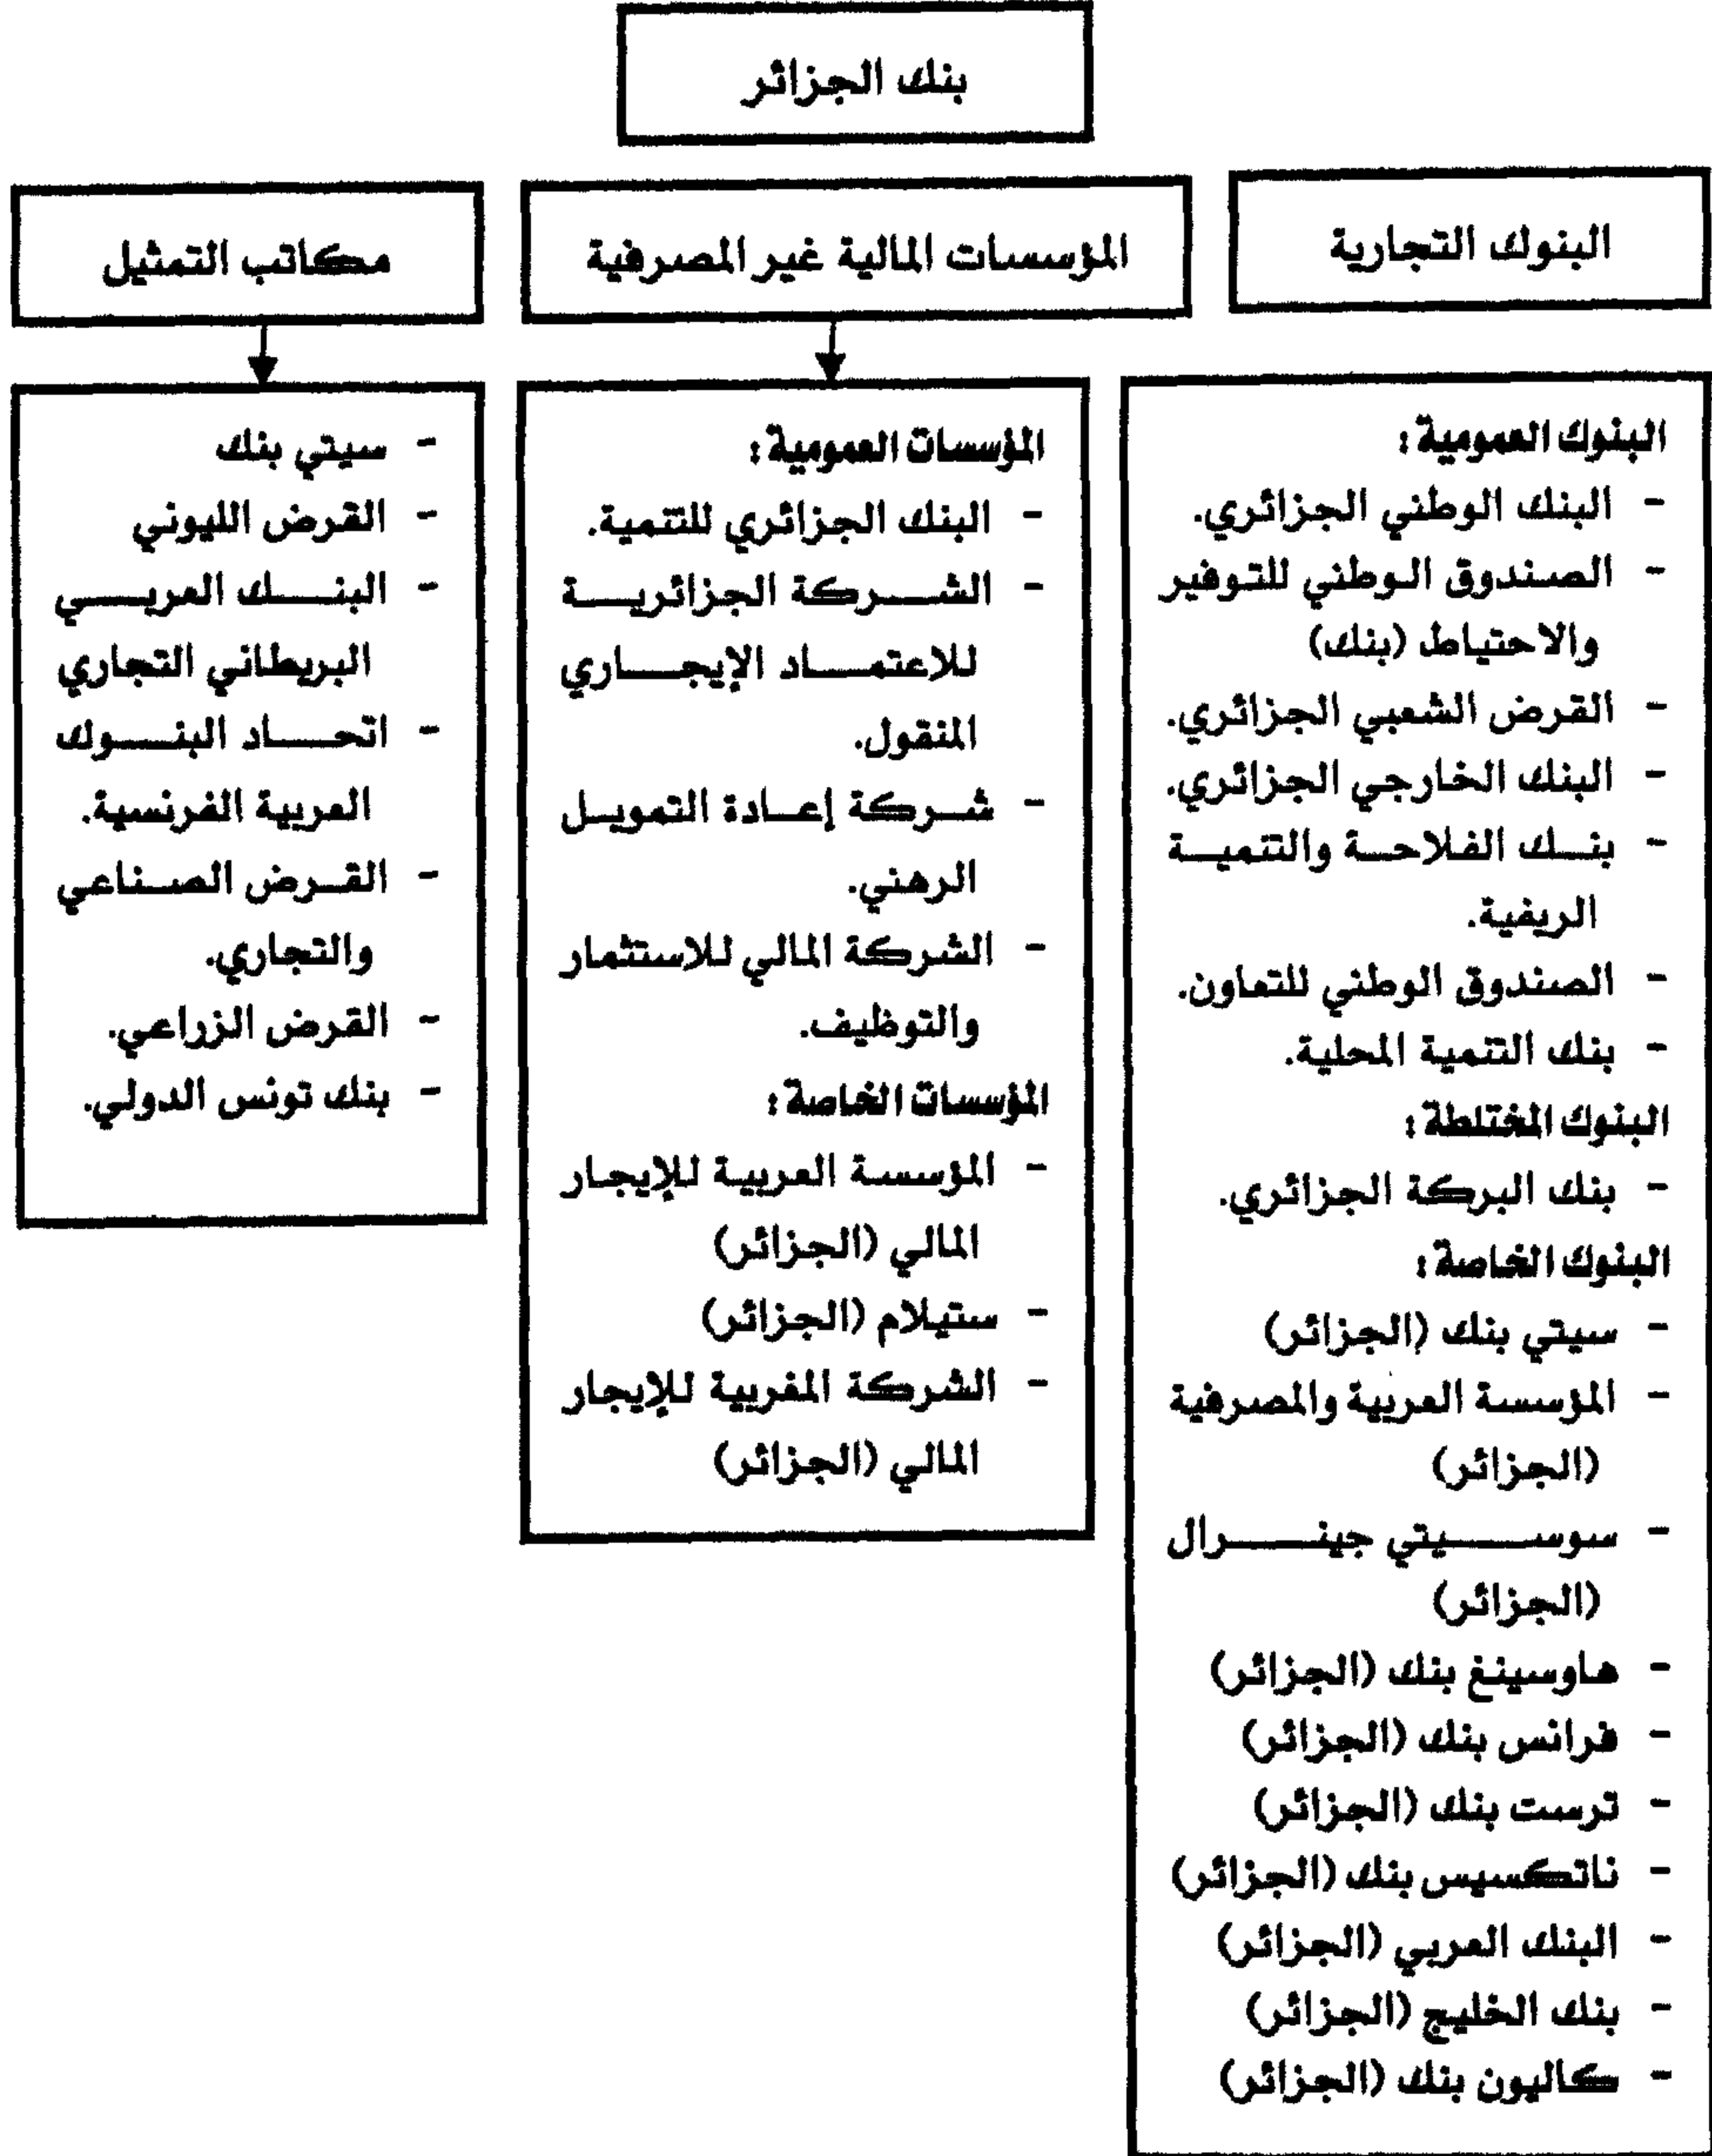 بنك الجزائر
البنوك التجارية
المؤسسات المالية غير المصرفية
مكاتب التمثيل
البنوك العمومية:
- البنك الوطني الجزائري.
- الصندوق الوطني للتوفير
والاحتياط (بنك)
- القرض الشعبي الجزائري.
- البنك الخارجي الجزائري.
- بنك الفلاحة والتنمية
الريفية.
- الصندوق الوطني للتعاون.
- بنك التنمية المحلية.
البنوك المختلطة:
- بنك البركة الجزائري.
البنوك الخاصة:
- سيتي بنك (الجزائر)
- المؤسسة العربية والمصرفية
(الجزائر)
- سوسيتي جينرال
(الجزائر)
- هاوسينغ بنك (الجزائر)
- فرانس بنك (الجزائر)
- ترست بنك (الجزائر)
- ناتكسيس بنك (الجزائر)
- البنك العربي (الجزائر)
- بنك الخليج (الجزائر)
- كاليون بنك (الجزائر)
المؤسسات العمومية:
- البنك الجزائري للتنمية.
- الشركة الجزائرية
للاعتماد الإيجاري
المنقول.
- شركة إعادة التمويل
الرهني.
- الشركة المالي للاستثمار
والتوظيف.
المؤسسات الخاصة:
- المؤسسة العربية للإيجار
المالي (الجزائر)
- ستيلام (الجزائر)
- الشركة المغربية للإيجار
المالي (الجزائر)
- سيتي بنك
- القرض الليوني
- البنك العربي
البريطاني التجاري
- اتحاد البنوك
العربية الفرنسية.
- القرض الصناعي
والتجاري.
- القرض الزراعي.
- بنك تونس الدولي.